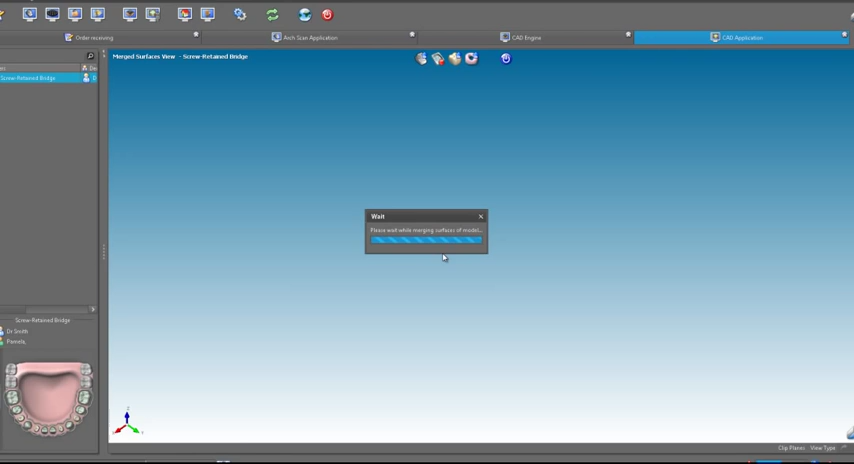 Order receiving
Arch Scan Application
CAD Engine
CAD Application
Merged Surfaces View - Screw-Retained Bridge
Screw-Retained Bridge
D
Wait
Please wait while merging surfaces of model...
Screw-Retained Bridge
Dr Smith
Pamela,
Z
Clip Planes View Type